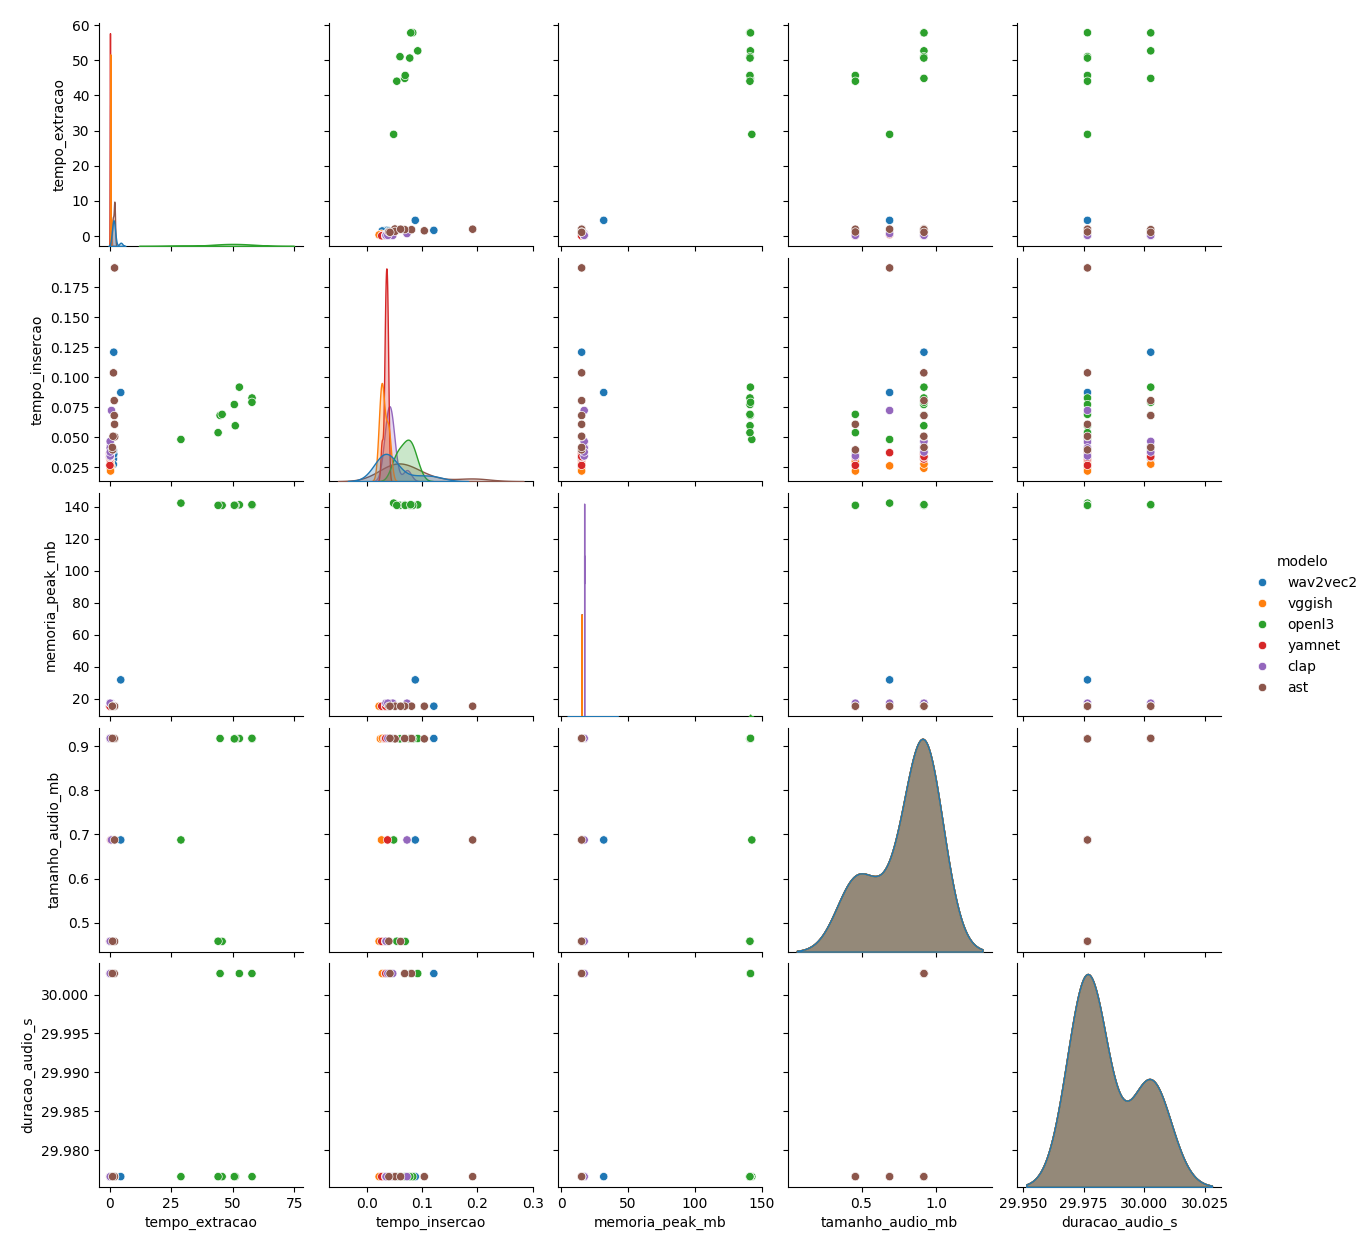 60
50
40
30
20
10
0
tempo_extracao
0.175
0.150
0.125
0.100
0.075
0.050
0.025
tempo_insercao
140
120
100
80
60
40
20
memoria_peak_mb
modelo
wav2vec2
vggish
openl3
yamnet
clap
ast
0.9
0.8
0.7
0.6
0.5
tamanho_audio_mb
30.000
29.995
29.990
29.985
29.980
duracao_audio_s
0 25 50 75
0.0 0.1 0.2 0.3
0 50 100 150
0.5 1.0
29.950 29.975 30.000 30.025
tempo_extracao
tempo_insercao
memoria_peak_mb
tamanho_audio_mb
duracao_audio_s